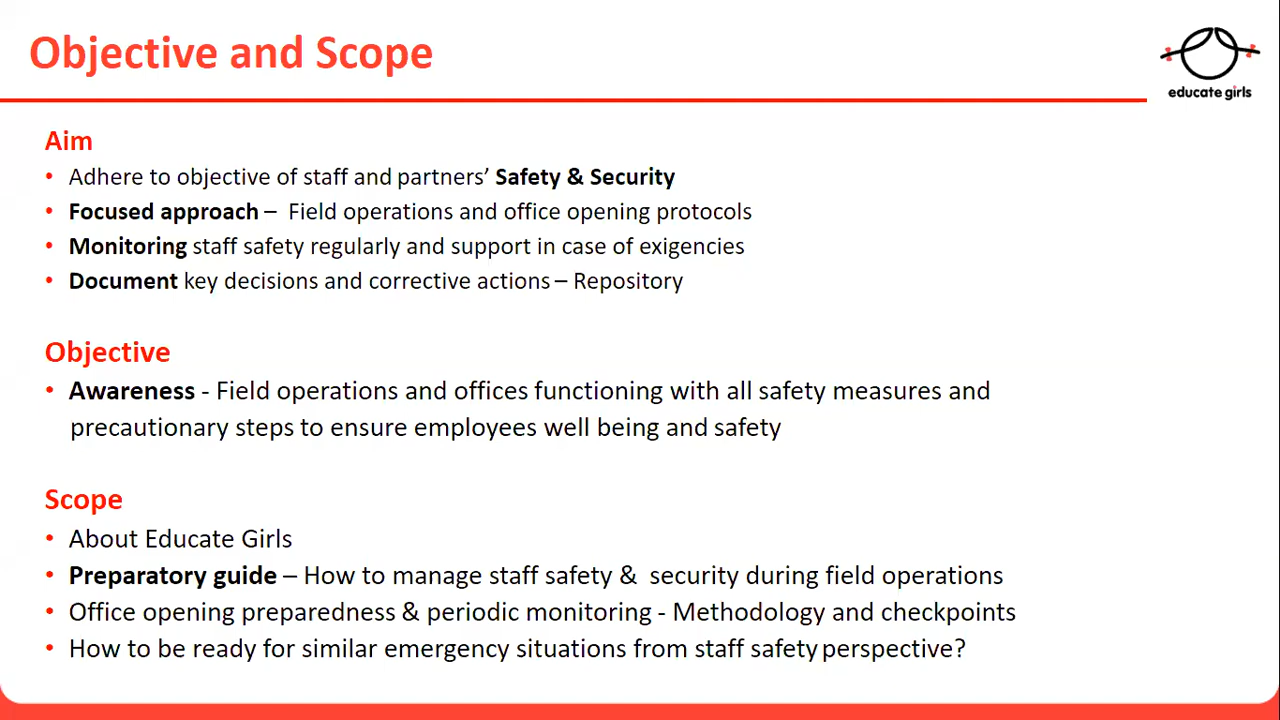 Objective and Scope
educate girls
Aim
• Adhere to objective of staff and partners’ Safety & Security
• Focused approach – Field operations and office opening protocols
• Monitoring staff safety regularly and support in case of exigencies
• Document key decisions and corrective actions – Repository
Objective
• Awareness - Field operations and offices functioning with all safety measures and
precautionary steps to ensure employees well being and safety
Scope
• About Educate Girls
• Preparatory guide – How to manage staff safety & security during field operations
• Office opening preparedness & periodic monitoring - Methodology and checkpoints
• How to be ready for similar emergency situations from staff safety perspective?